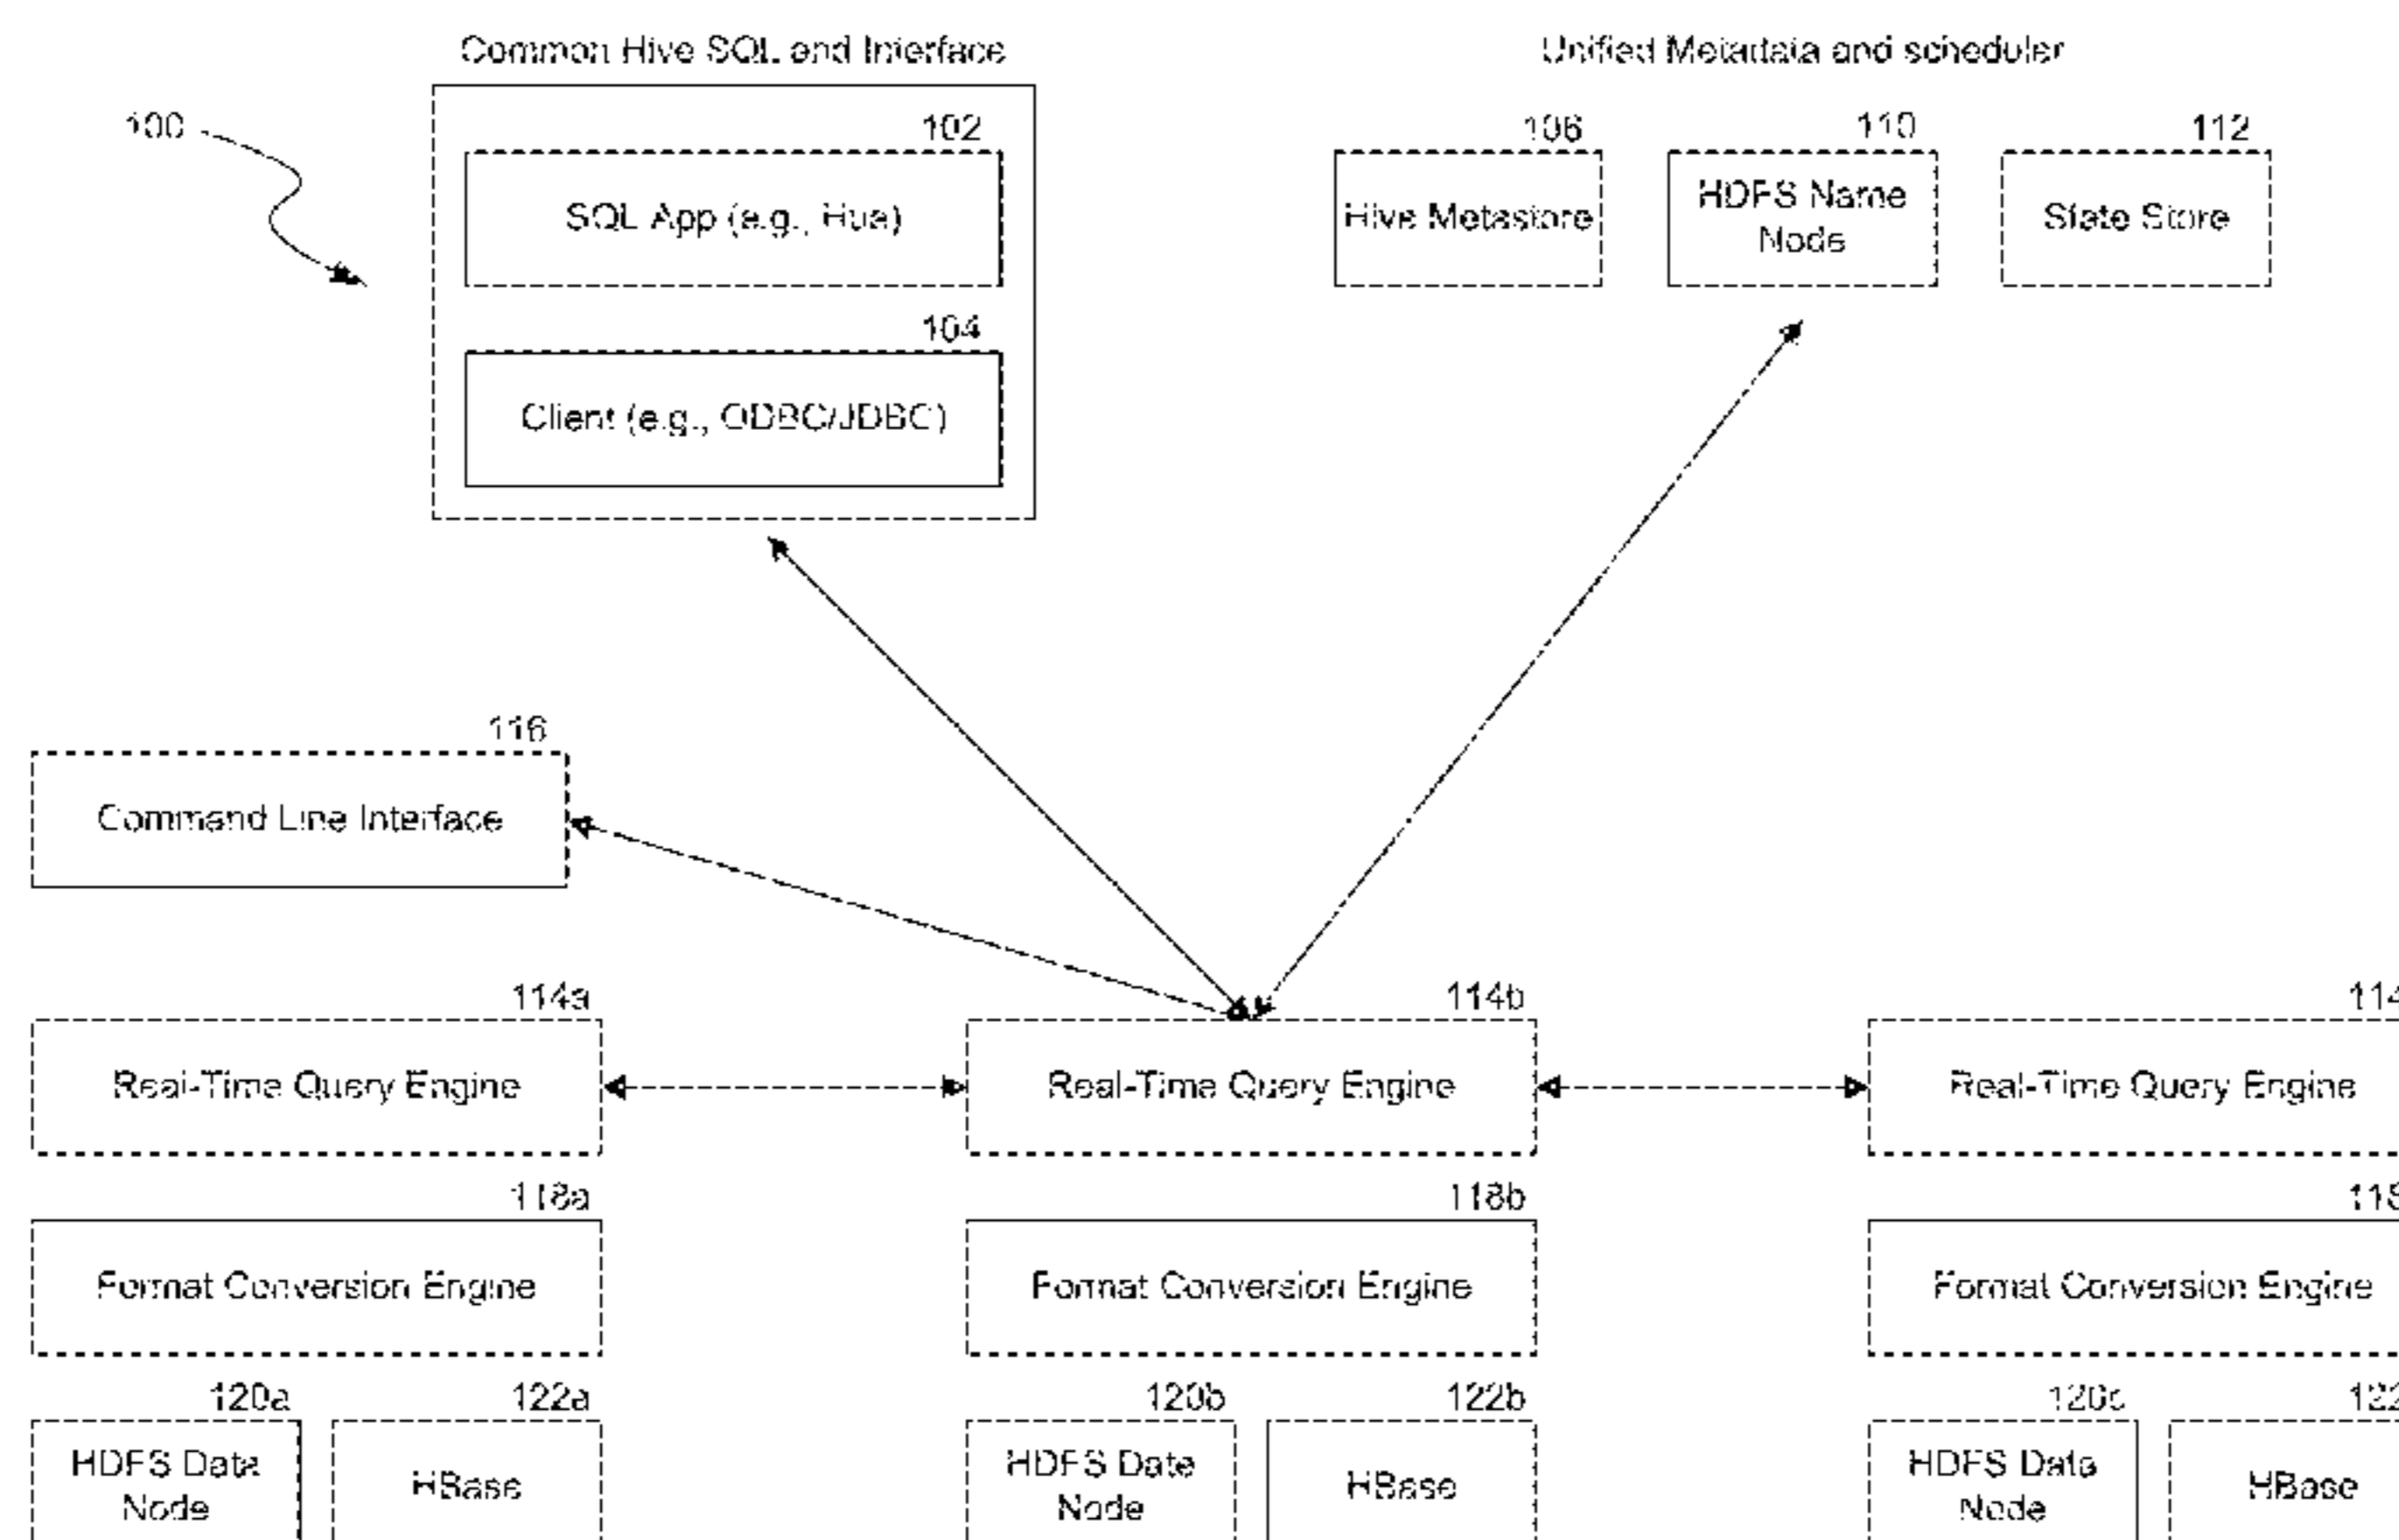 Common Hive SQL and Interface
Unified Metadata and scheduler
100
102
106
110
112
SQL App (e.g., Hue)
Hive Metastore
HDFS Name
Node
State Store
104
Client (e.g., ODBC/JDBC)
116
Command Line Interface
114a
114b
114
Real-Time Query Engine
Real-Time Query Engine
Real-Time Query Engine
118a
118b
118
Format Conversion Engine
Format Conversion Engine
Format Conversion Engine
120a
122a
120b
122b
120c
122
HDFS Data
Node
HBase
HDFS Data
Node
HBase
HDFS Data
Node
HBase